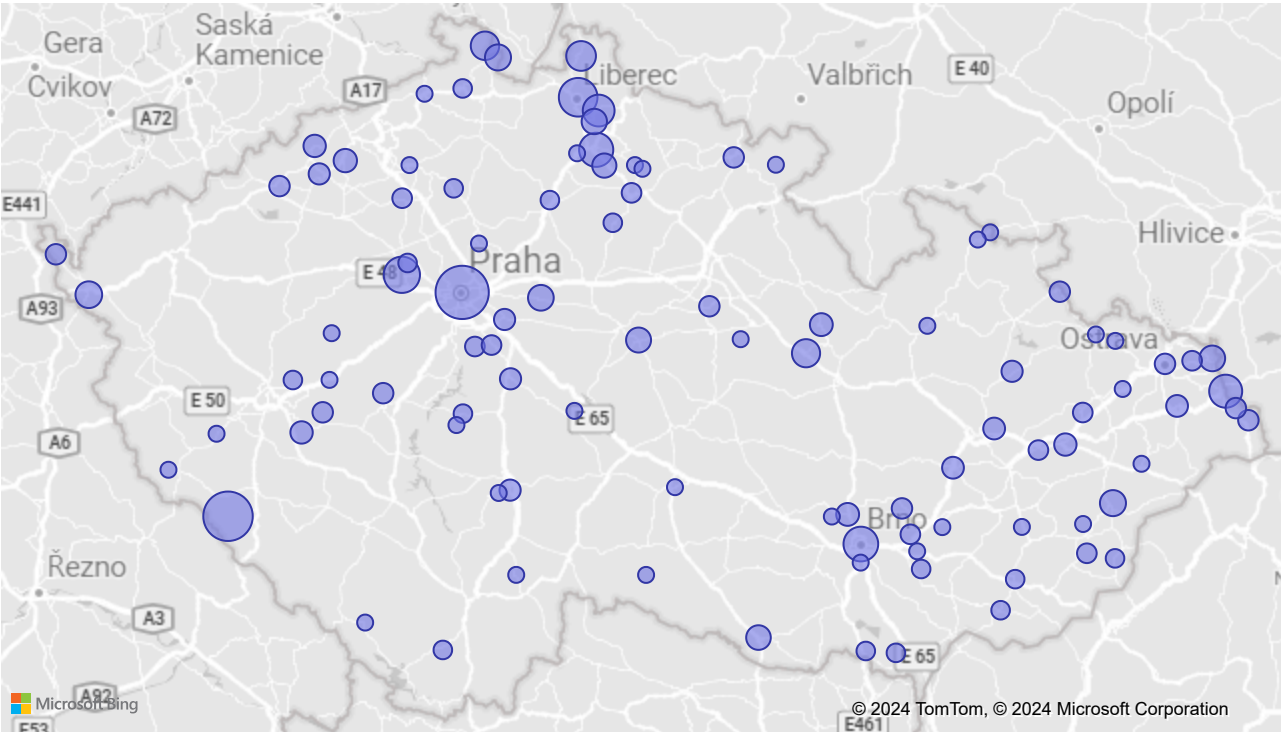 Saská
Kamenice
Gera
Cvikov
A72
A17
Liberec
Valbřich
E 40
Opolí
E441
Hlivice
Praha
E 48
A93
Ostrava
E 50
E 65
A6
Brno
Řezno
A3
E 65
A92
Microsoft Bing
E53
E461
© 2024 TomTom, © 2024 Microsoft Corporation